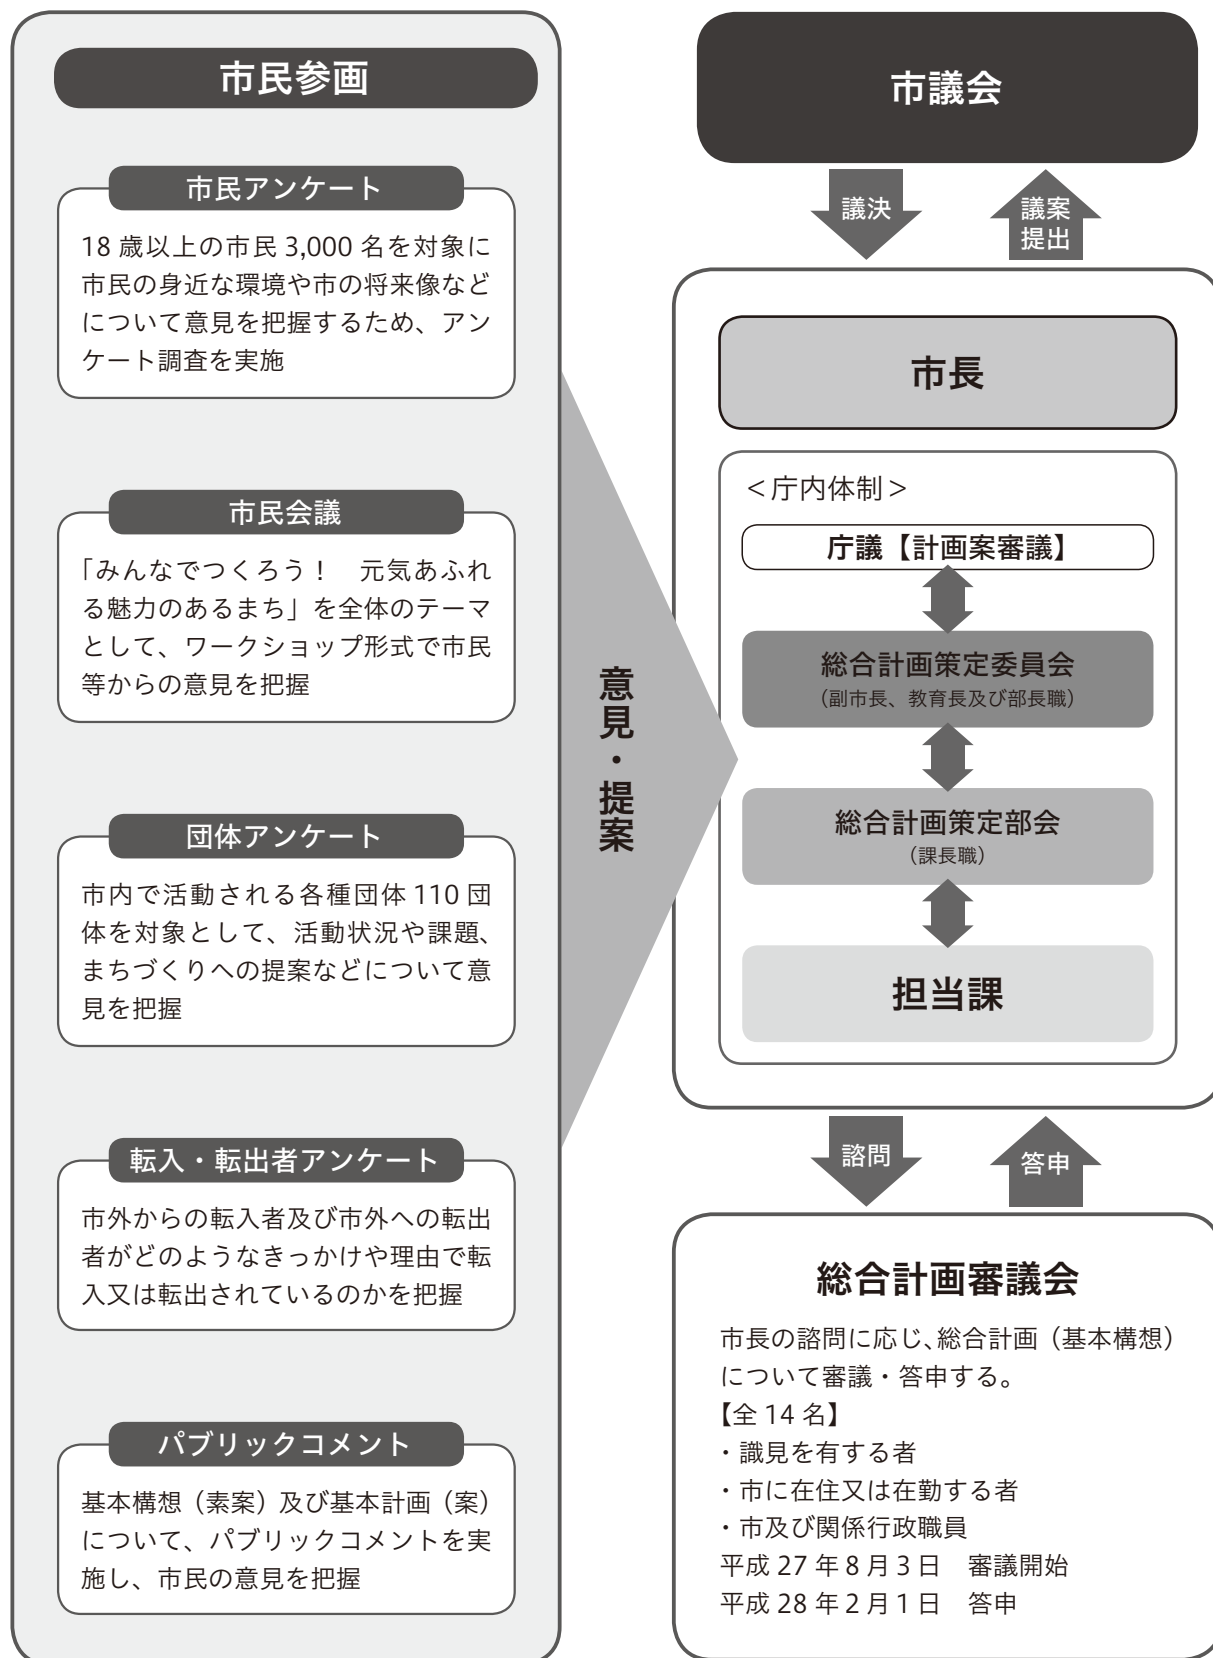 市民参画
市民アンケート
18 歳以上の市民 3,000 名を対象に
市民の身近な環境や市の将来像など
について意見を把握するため、アン
ケート調査を実施
市民会議
「みんなでつくろう！　元気あふれ
る魅力のあるまち」を全体のテーマ
として、ワークショップ形式で市民
等からの意見を把握
団体アンケート
市内で活動される各種団体 110 団
体を対象として、活動状況や課題、
まちづくりへの提案などについて意
見を把握
転入・転出者アンケート
市外からの転入者及び市外への転出
者がどのようなきっかけや理由で転
入又は転出されているのかを把握
パブリックコメント
基本構想（素案）及び基本計画（案）
について、パブリックコメントを実
施し、市民の意見を把握
意見・提案
市議会
議決
議案
提出
市長
＜庁内体制＞
庁議【計画案審議】
総合計画策定委員会
（副市長、教育長及び部長職）
総合計画策定部会
（課長職）
担当課
諮問
答申
総合計画審議会
市長の諮問に応じ、総合計画（基本構想）
について審議・答申する。
【全 14 名】
・識見を有する者
・市に在住又は在勤する者
・市及び関係行政職員
平成 27 年 8 月 3 日　審議開始
平成 28 年 2 月 1 日　答申